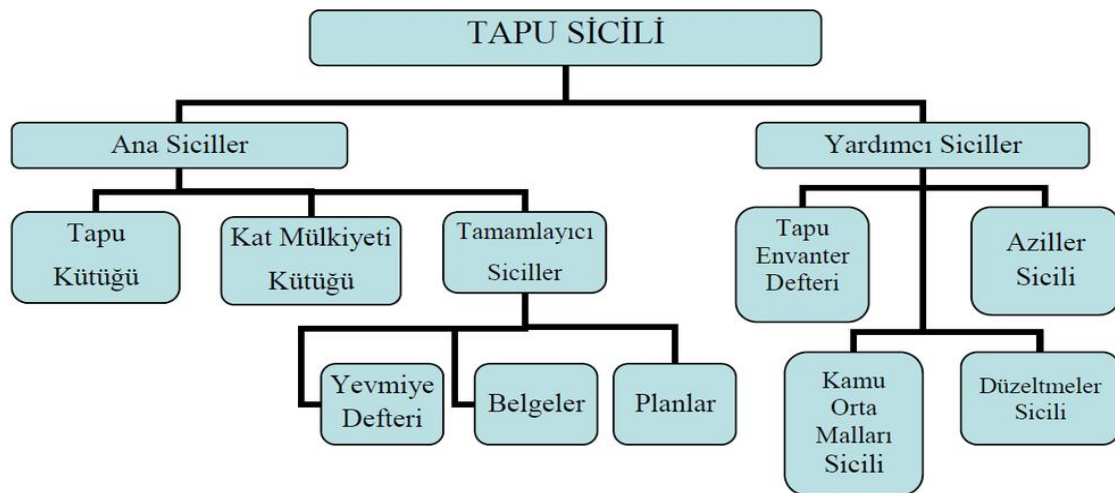 TAPU SİCİLİ
Ana Siciller
Yardımcı Siciller
Tapu
Kütüğü
Kat Mülkiyeti
Kütüğü
Tamamlayıcı
Siciller
Tapu
Envanter
Defteri
Aziller
Sicili
Yevmiye
Defteri
Belgeler
Planlar
Kamu
Orta
Malları
Sicili
Düzeltmeler
Sicili